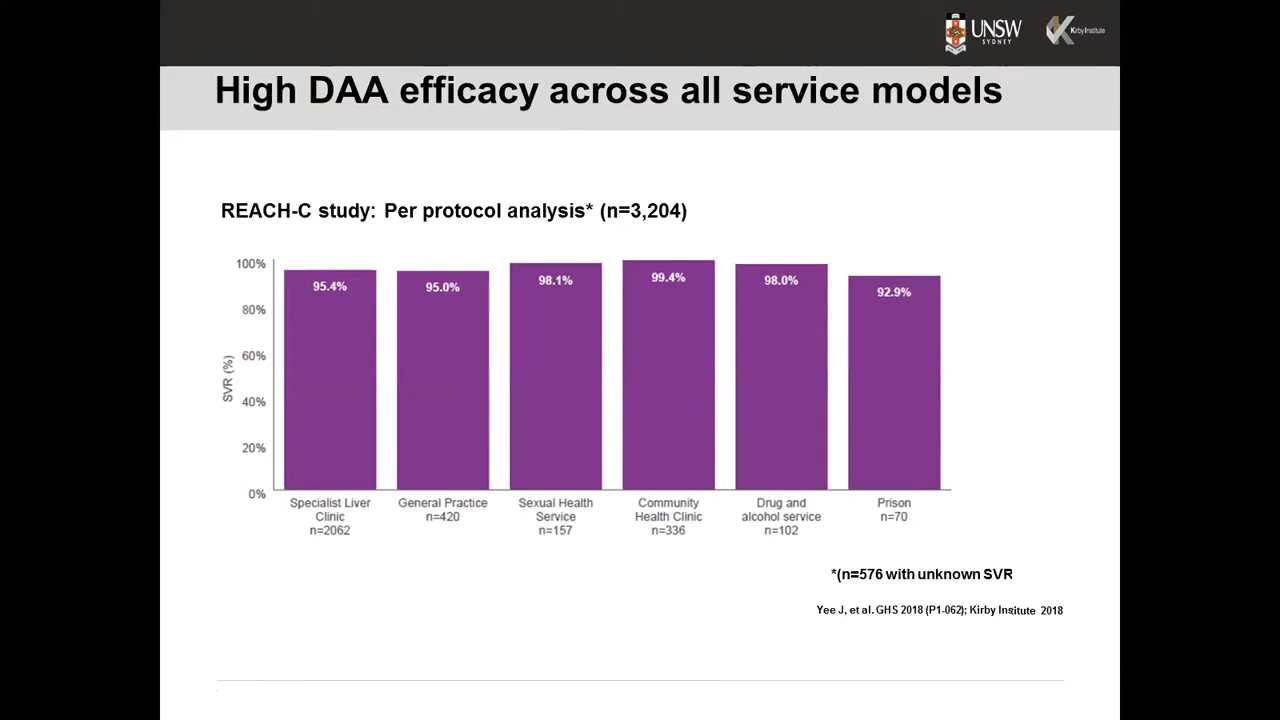 UNSW
SYDNEY
Kirby Institute
High DAA efficacy across all service models
REACH-C study: Per protocol analysis* (n=3,204)
SVR (%)
100%
80%
60%
40%
20%
0%
95.4%
95.0%
98.1%
99.4%
98.0%
92.9%
Specialist Liver
Clinic
n=2062
General Practice
n=420
Sexual Health
Service
n=157
Community
Health Clinic
n=336
Drug and
alcohol service
n=102
Prison
n=70
*(n=576 with unknown SVR
Yee J, et al. GHS 2018 (P1-062); Kirby Institute 2018